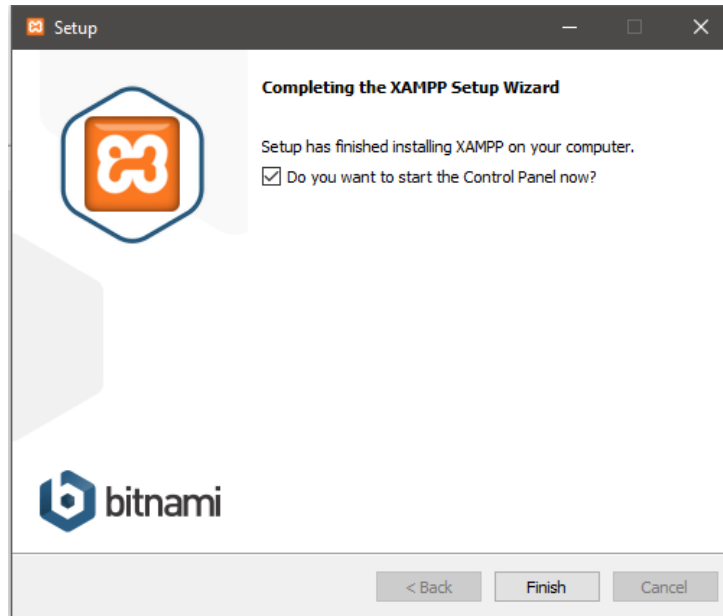 Setup
Completing the XAMPP Setup Wizard
Setup has finished installing XAMPP on your computer.
Do you want to start the Control Panel now?
bitnami
< Back
Finish
Cancel